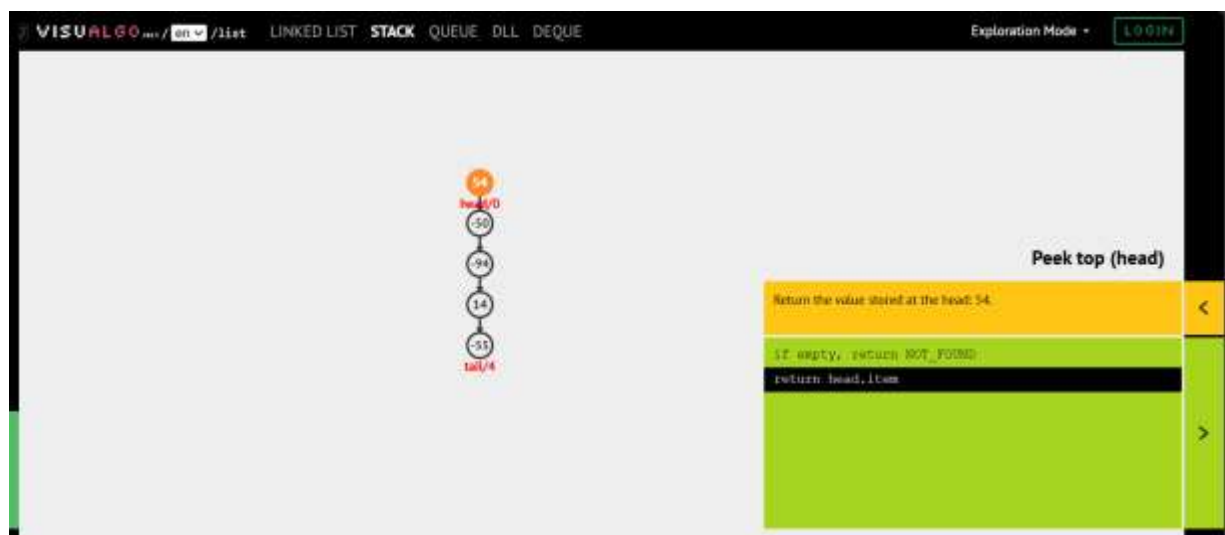 VISUALGO.net / en /list LINKED LIST STACK QUEUE DLL DEQUE Exploration Mode LOGIN
54
head/0
-50
-94
14
-55
tail/4
Peek top (head)
Return the value stored at the head: 54.
if empty, return NOT_FOUND
return head.item